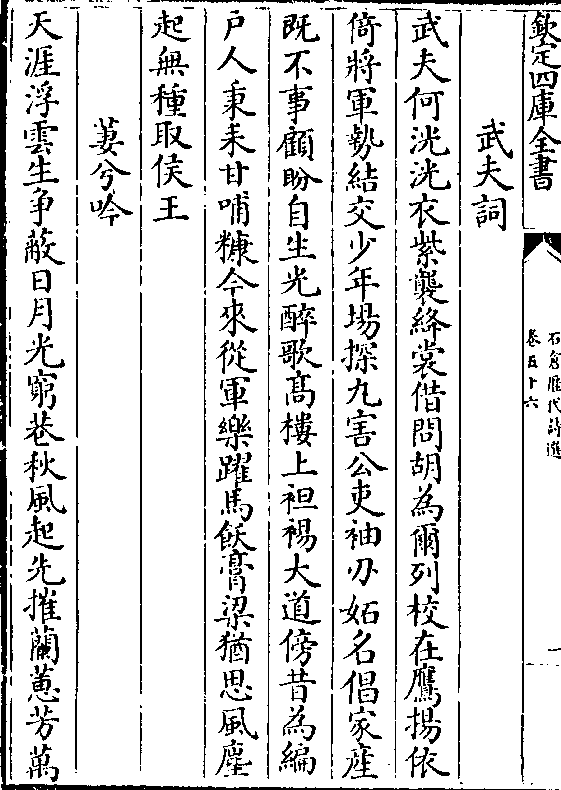 欽定四庫全書
石倉歷代詩選
卷五十六
一
武夫詞
武夫何洸洸衣紫襲絳裳借問胡為爾列校在鷹揚依
倚將軍勢結交少年場探九害公吏袖刃妬名倡家産
既不事顧盼自生光醉歌髙樓上袒裼大道傍昔為編
戸人秉耒甘哺糠今來從軍樂躍馬飫膏粱猶思風塵
起無種取侯王
萋兮吟
天涯浮雲生争蔽日月光窮巷秋風起先摧蘭蕙芳萬